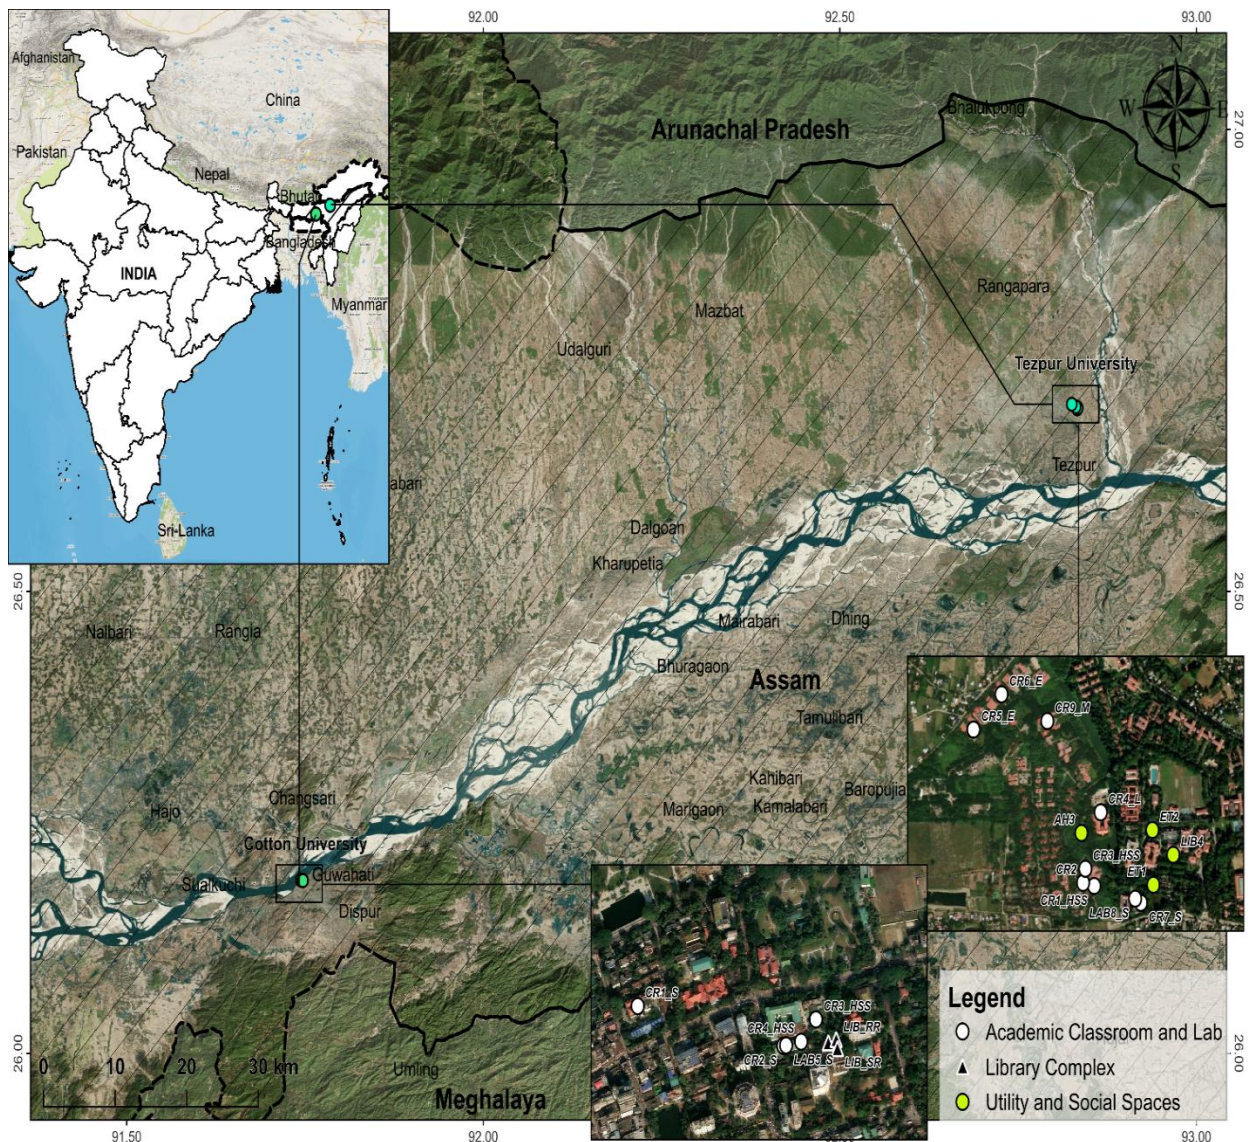 92.00
92.50
93.00
Afghanistan
China
Pakistan
Nepal
Bhutan
Bangladesh
INDIA
Myanmar
Sri-Lanka
N
W
E
S
Bhalukpong
Arunachal Pradesh
27.00
Rangapara
Mazbat
Udalguri
Tezpur University
Tezpur
abari
Dalgoan
Kharupetia
26.50
26.50
Nalbari
Rangia
Mairabari
Dhing
Bhuragaon
Assam
Tamulibari
Kahibari
Baropujia
Marigaon
Kamalabari
Hajo
Changsari
Cotton University
Guwahati
Sualkuchi
Dispur
CR6_E
CR5_E
CR9_M
CR4_L
AH3
ET2
CR3_HSS
LIB4
CR2
ET1
CR1_HSS
LAB8_S
CR7_S
CR1_S
CR3_HSS
CR4_HSS
LIB_RR
CR2_S
LAB5_S
LIB_SR
Legend
Academic Classroom and Lab
Library Complex
Utility and Social Spaces
26.00
26.00
0
10
20
30 km
Umling
Meghalaya
91.50
92.00
93.00